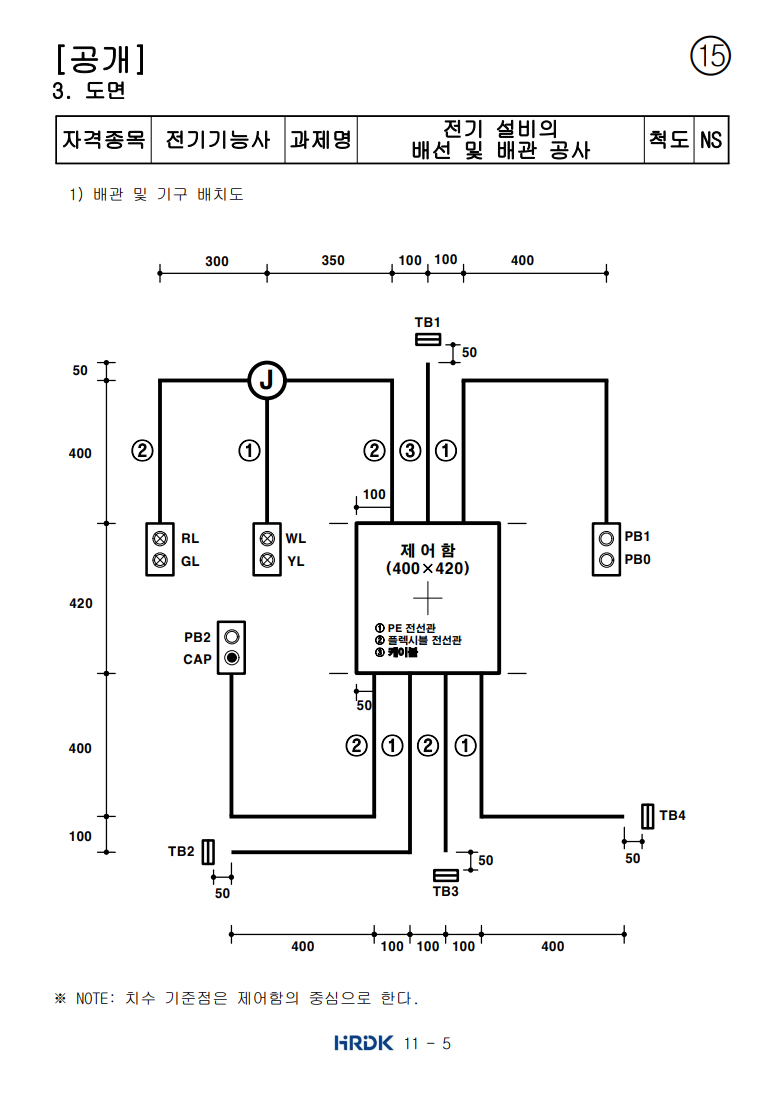 [공개]
⑮
3. 도면
자격종목 전기기능사 과제명 전기 설비의 배선 및 배관 공사 척도 NS
1) 배관 및 기구 배치도
300 350 100 100 400
TB1
50
50
J
400
② ① ② ③ ①
100
RL
GL
WL
YL
PB1
PB0
제어함
(400×420)
420
① PE 전선관
② 플렉시블 전선관
③ 케이블
PB2
CAP
50
400
② ① ② ①
100
TB4
50
TB2
50
50
TB3
400 100 100 100 400
※ NOTE: 치수 기준점은 제어함의 중심으로 한다.
HRDK 11 - 5